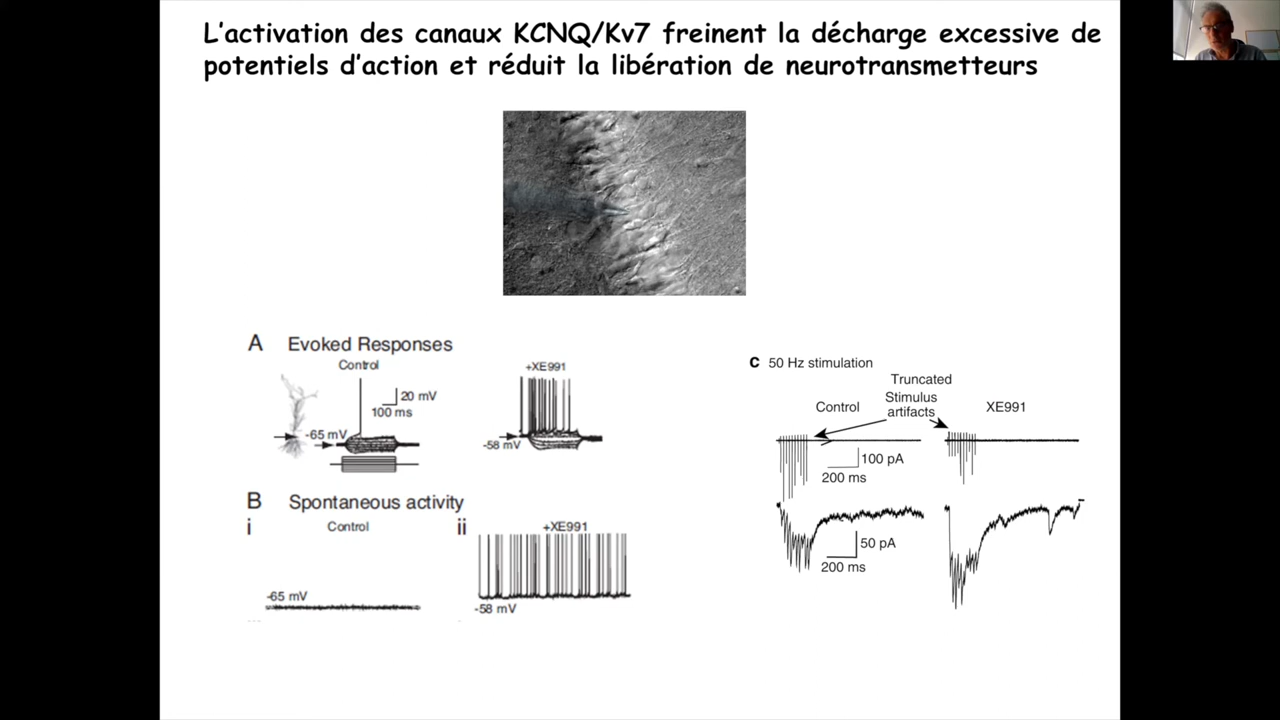 L'activation des canaux KCNQ/Kv7 freinent la décharge excessive de
potentiels d'action et réduit la libération de neurotransmetteurs
A Evoked Responses
Control
+XE991
20 mV
100 ms
-65 mV
-58 mV
B Spontaneous activity
i Control
ii +XE991
-65 mV
-58 mV
C 50 Hz stimulation
Truncated
Stimulus
artifacts
Control
XE991
100 pA
200 ms
50 pA
200 ms